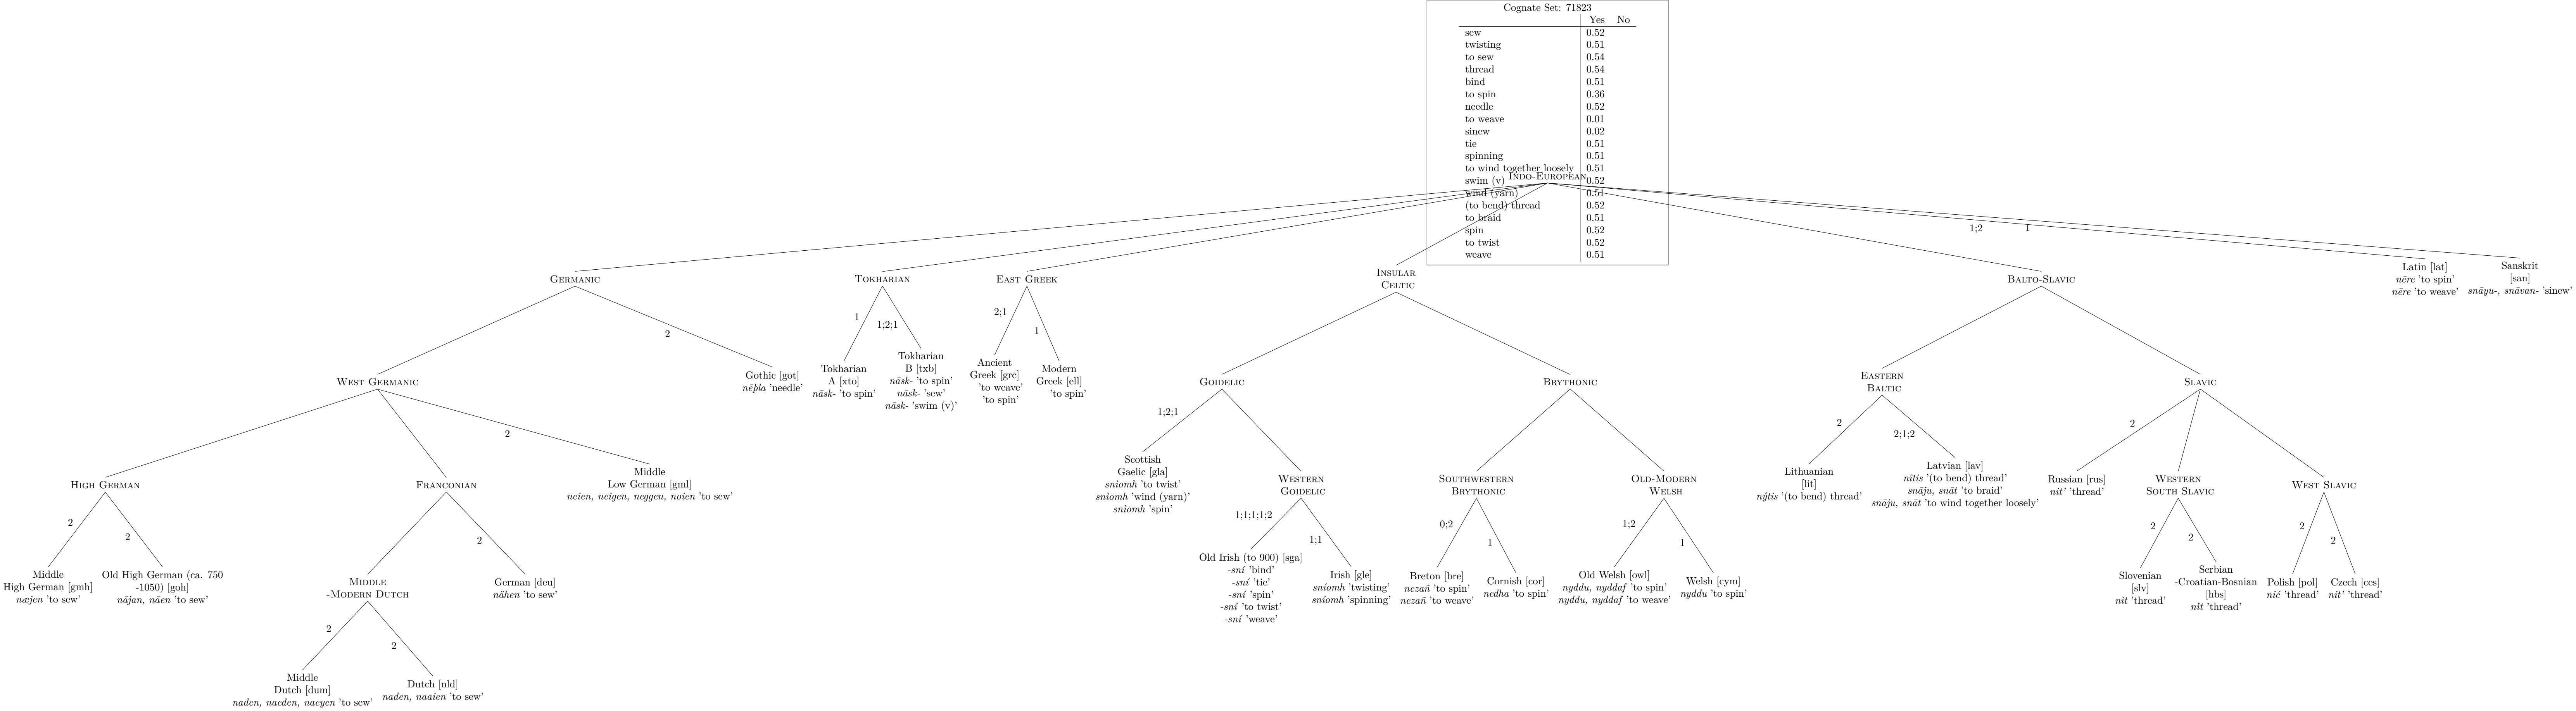 Cognate Set: 71823
Yes No
sew 0.52
twisting 0.51
to sew 0.54
thread 0.54
bind 0.51
to spin 0.36
needle 0.52
to weave 0.01
sinew 0.02
tie 0.51
spinning 0.51
to wind together loosely 0.51
swim (v) 0.52
wind (yarn) 0.51
(to bend) thread 0.52
to braid 0.51
spin 0.52
to twist 0.52
weave 0.51
Indo-European
1;2
1
Germanic
Tokharian
East Greek
Insular
Celtic
Balto-Slavic
Latin [lat]
nēre 'to spin'
nēre 'to weave'
Sanskrit
[san]
snāyu-, snāvan- 'sinew'
2
1
1;2;1
2;1
1
West Germanic
Gothic [got]
nēþla 'needle'
Tokharian
A [xto]
nāsk- 'to spin'
Tokharian
B [txb]
nāsk- 'to spin'
nāsk- 'sew'
nāsk- 'swim (v)'
Ancient
Greek [grc]
'to weave'
'to spin'
Modern
Greek [ell]
'to spin'
Goidelic
Brythonic
Eastern
Baltic
Slavic
2
1;2;1
2
2;1;2
2
High German
Franconian
Middle
Low German [gml]
neien, neigen, neggen, noien 'to sew'
Scottish
Gaelic [gla]
snìomh 'to twist'
snìomh 'wind (yarn)'
snìomh 'spin'
Western
Goidelic
Southwestern
Brythonic
Old-Modern
Welsh
Lithuanian
[lit]
nýtis '(to bend) thread'
Latvian [lav]
nītis '(to bend) thread'
snāju, snāt 'to braid'
snāju, snāt 'to wind together loosely'
Russian [rus]
nit' 'thread'
Western
South Slavic
West Slavic
2
2
2
1;1;1;1;2
1;1
0;2
1
1;2
1
2
2
2
2
Middle
High German [gmh]
næjen 'to sew'
Old High German (ca. 750
-1050) [goh]
nājan, nāen 'to sew'
Middle
-Modern Dutch
German [deu]
nähen 'to sew'
Old Irish (to 900) [sga]
-sní 'bind'
-sní 'tie'
-sní 'spin'
-sní 'to twist'
-sní 'weave'
Irish [gle]
sníomh 'twisting'
sníomh 'spinning'
Breton [bre]
nezañ 'to spin'
nezañ 'to weave'
Cornish [cor]
nedha 'to spin'
Old Welsh [owl]
nyddu, nyddaf 'to spin'
nyddu, nyddaf 'to weave'
Welsh [cym]
nyddu 'to spin'
Slovenian
[slv]
nìt 'thread'
Serbian
-Croatian-Bosnian
[hbs]
nĭt 'thread'
Polish [pol]
nić 'thread'
Czech [ces]
nit' 'thread'
2
2
Middle
Dutch [dum]
naden, naeden, naeyen 'to sew'
Dutch [nld]
naden, naaien 'to sew'